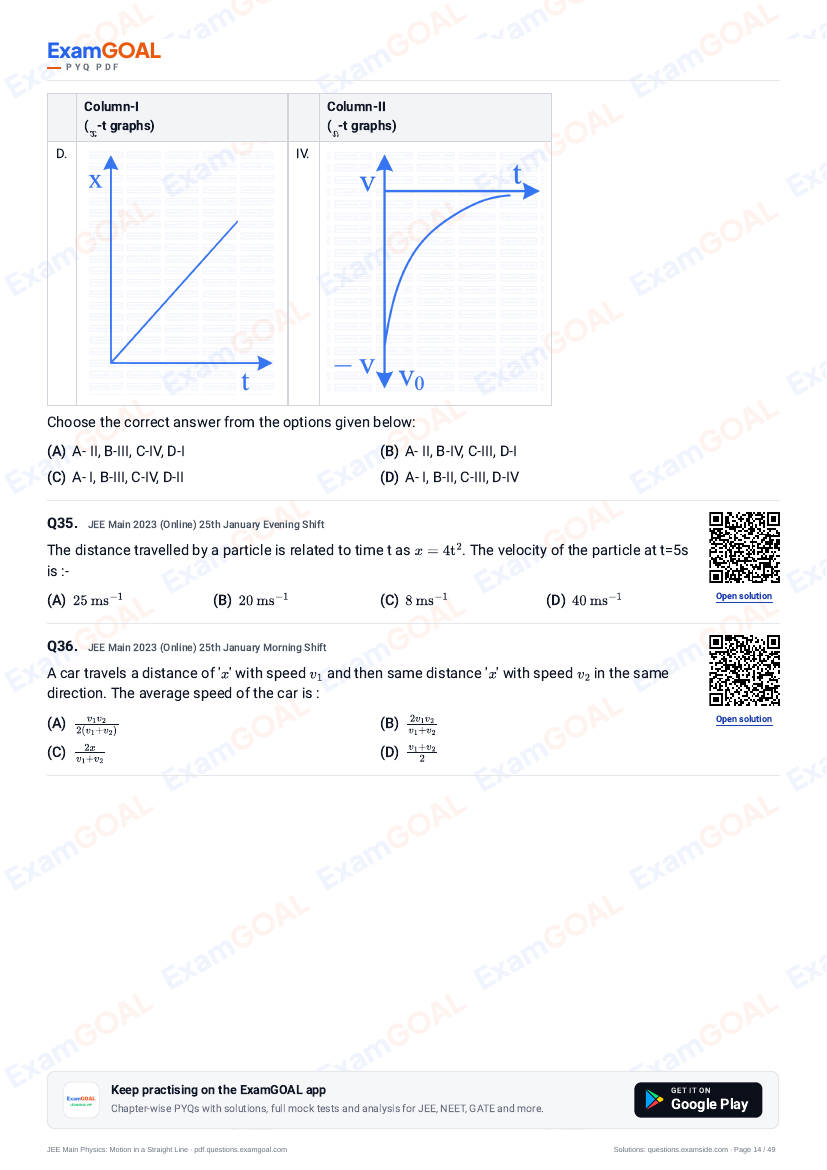 ExamGOAL
PYQ PDF
Column-I
(x-t graphs)
Column-II
-t graphs)
D.
x
t
IV.
v
t
– v
v₀
Choose the correct answer from the options given below:
(A) A- II, B-III, C-IV, D-I
(B) A- II, B-IV, C-III, D-I
(C) A- I, B-III, C-IV, D-II
(D) A- I, B-II, C-III, D-IV
Q35. JEE Main 2023 (Online) 25th January Evening Shift
The distance travelled by a particle is related to time t as x = 4t². The velocity of the particle at t=5s
is :-
(A) 25 ms⁻¹ (B) 20 ms⁻¹ (C) 8 ms⁻¹ (D) 40 ms⁻¹
Open solution
Q36. JEE Main 2023 (Online) 25th January Morning Shift
A car travels a distance of 'x' with speed v₁ and then same distance 'x' with speed v₂ in the same
direction. The average speed of the car is :
(A) v₁v₂/2(v₁+v₂)
(B) 2v₁v₂/v₁+v₂
(C) 2x/v₁+v₂
(D) v₁+v₂/2
Open solution
Keep practising on the ExamGOAL app
Chapter-wise PYQs with solutions, full mock tests and analysis for JEE, NEET, GATE and more.
GET IT ON
Google Play
JEE Main Physics: Motion in a Straight Line · pdf.questions.examgoal.com
Solutions: questions.examside.com · Page 14 / 49